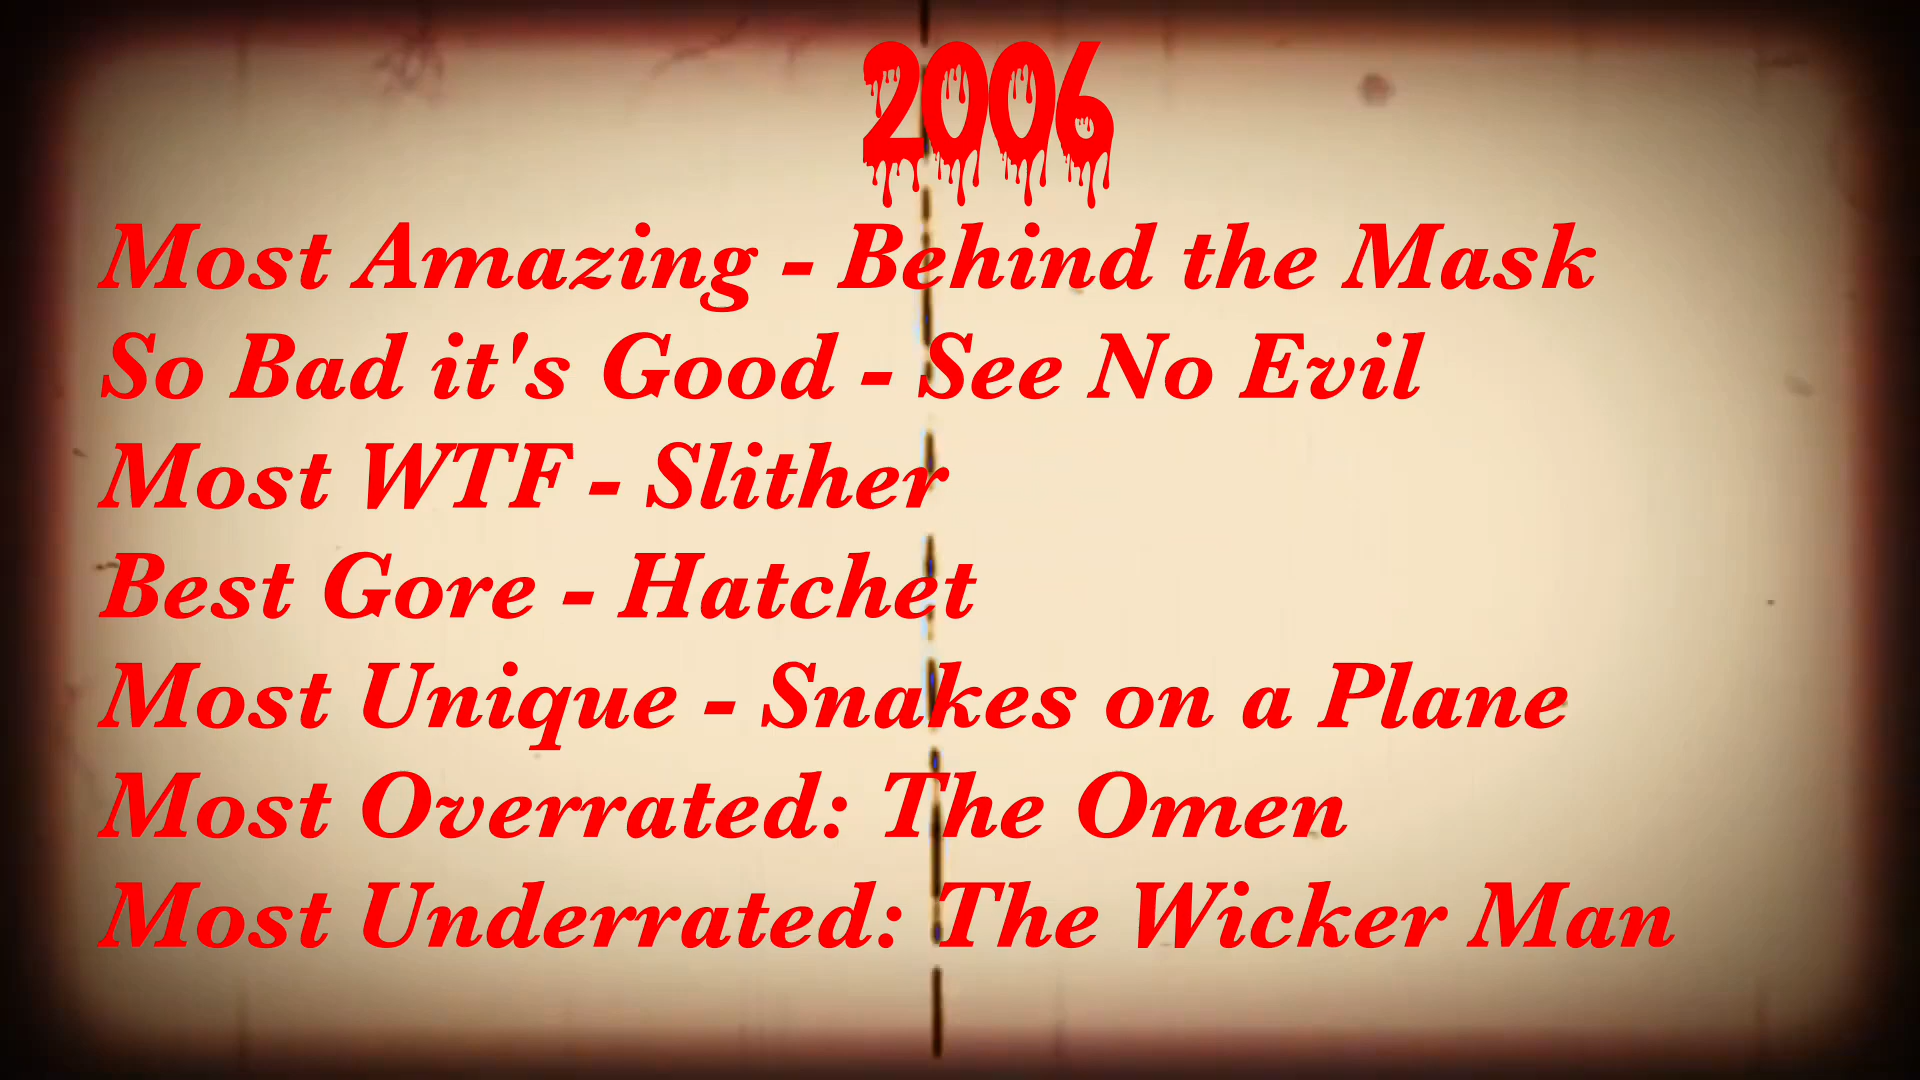 2006
Most Amazing - Behind the Mask
So Bad it's Good - See No Evil
Most WTF - Slither
Best Gore - Hatchet
Most Unique - Snakes on a Plane
Most Overrated: The Omen
Most Underrated: The Wicker Man